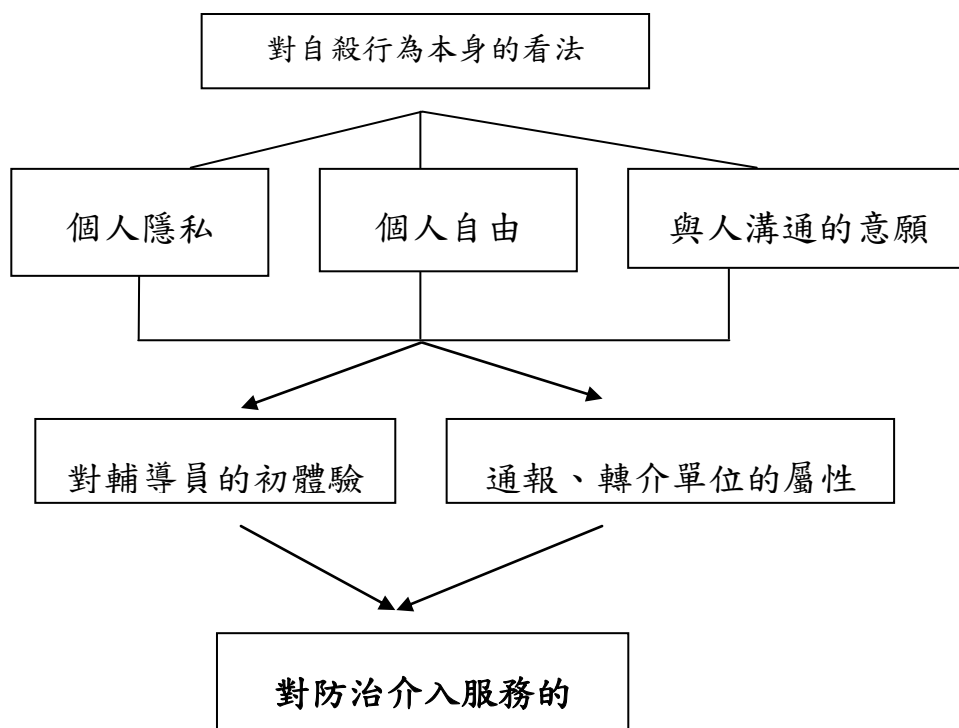 對自殺行為本身的看法
個人隱私
個人自由
與人溝通的意願
對輔導員的初體驗
通報、轉介單位的屬性
對防治介入服務的